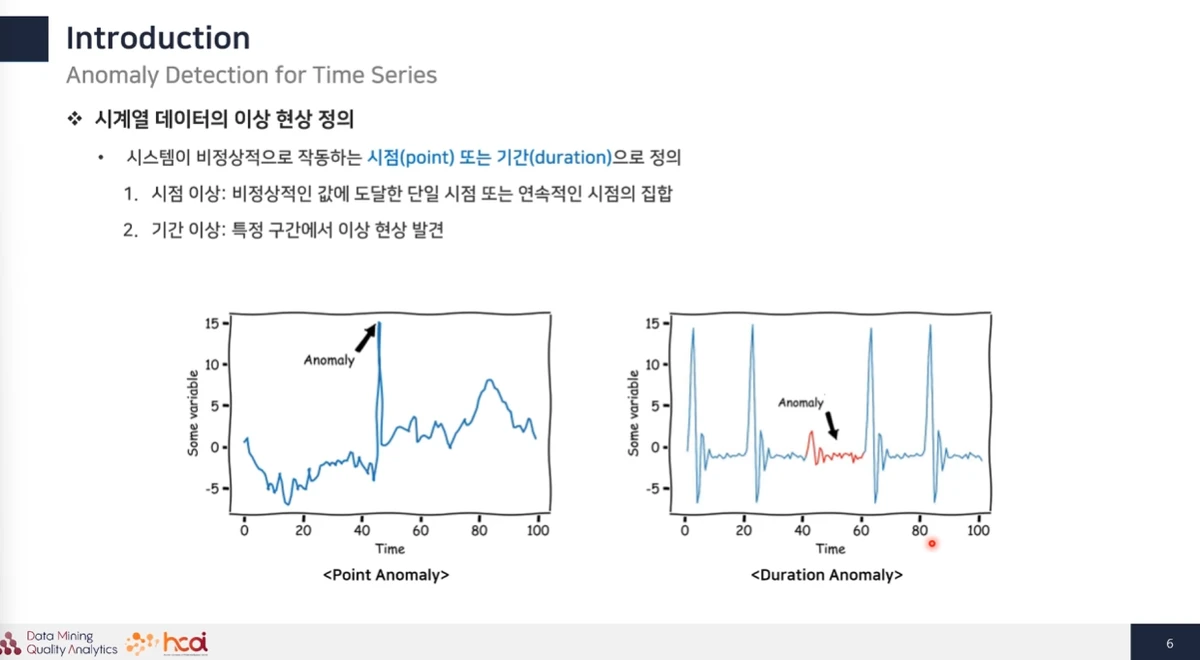 Introduction
Anomaly Detection for Time Series
❖ 시계열 데이터의 이상 현상 정의
• 시스템이 비정상적으로 작동하는 시점(point) 또는 기간(duration)으로 정의
1. 시점 이상: 비정상적인 값에 도달한 단일 시점 또는 연속적인 시점의 집합
2. 기간 이상: 특정 구간에서 이상 현상 발견
Some variable
15
10
5
0
-5
Anomaly
0 20 40 60 80 100
Time
<Point Anomaly>
Some variable
15
10
5
0
-5
Anomaly
0 20 40 60 80 100
Time
<Duration Anomaly>
Data Mining
Quality Analytics
hcai
6